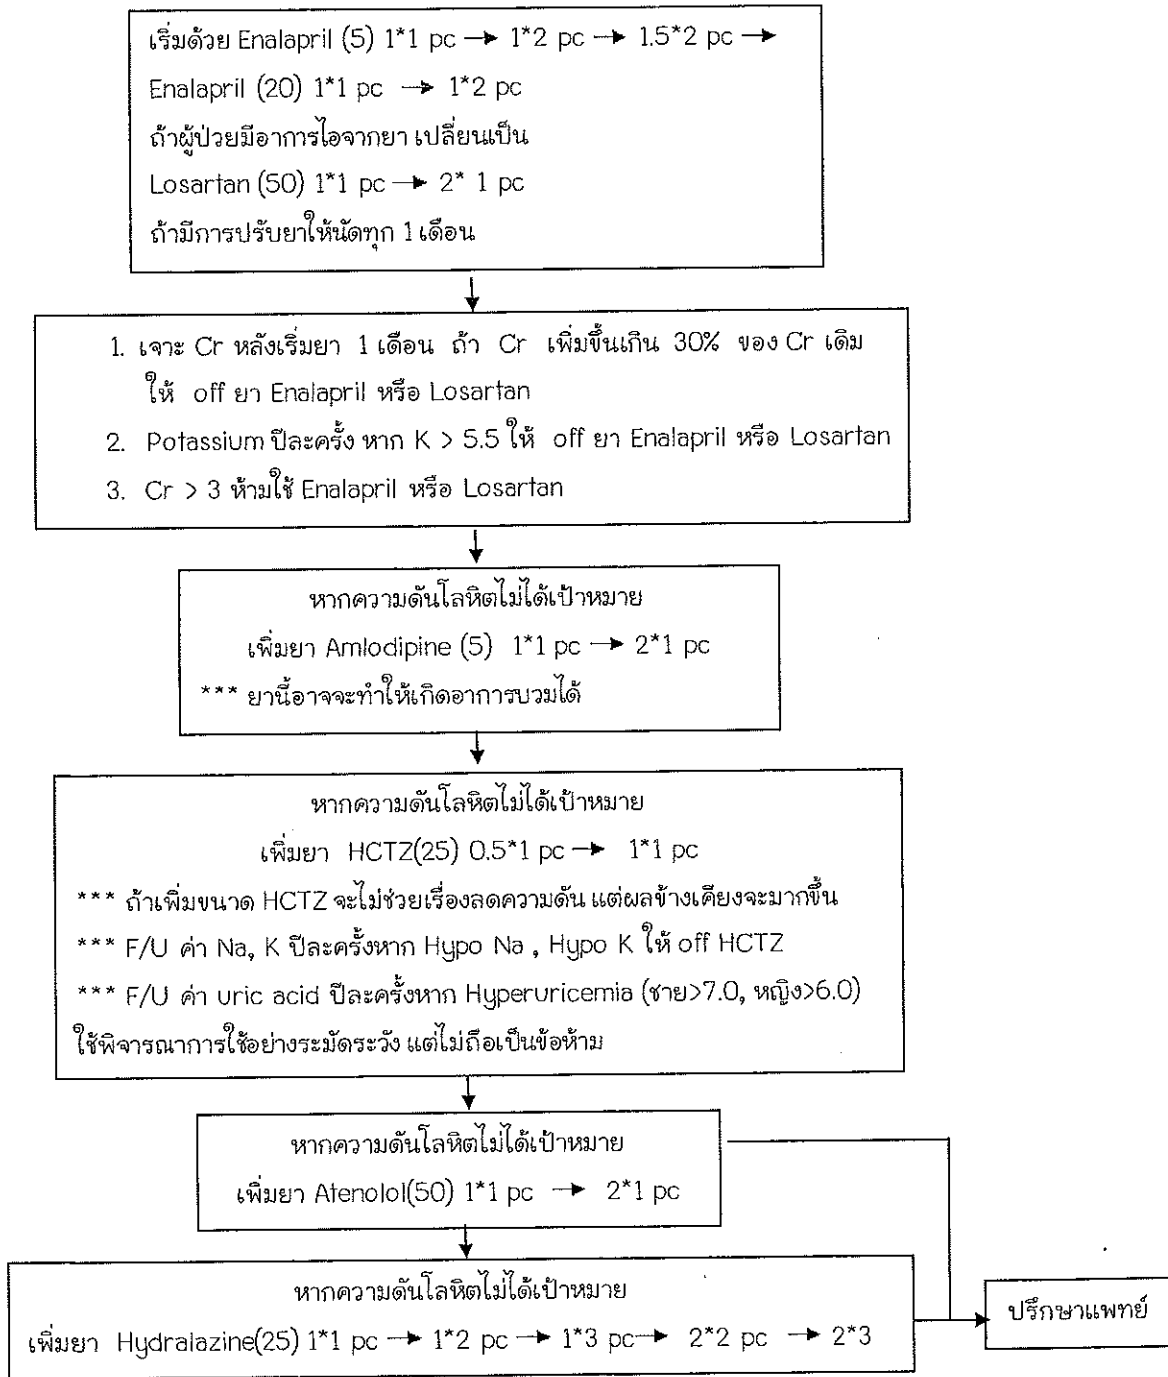 เริ่มด้วย Enalapril (5) 1*1 pc → 1*2 pc → 1.5*2 pc →
Enalapril (20) 1*1 pc → 1*2 pc
ถ้าผู้ป่วยมีอาการไอจากยา เปลี่ยนเป็น
Losartan (50) 1*1 pc → 2* 1 pc
ถ้ามีการปรับยาให้นัดทุก 1 เดือน
1. เจาะ Cr หลังเริ่มยา 1 เดือน ถ้า Cr เพิ่มขึ้นเกิน 30% ของ Cr เดิม
ให้ off ยา Enalapril หรือ Losartan
2. Potassium ปีละครั้ง หาก K > 5.5 ให้ off ยา Enalapril หรือ Losartan
3. Cr > 3 ห้ามใช้ Enalapril หรือ Losartan
หากความดันโลหิตไม่ได้เป้าหมาย
เพิ่มยา Amlodipine (5) 1*1 pc → 2*1 pc
*** ยานี้อาจจะทำให้เกิดอาการบวมได้
หากความดันโลหิตไม่ได้เป้าหมาย
เพิ่มยา HCTZ(25) 0.5*1 pc → 1*1 pc
*** ถ้าเพิ่มขนาด HCTZ จะไม่ช่วยเรื่องลดความดัน แต่ผลข้างเคียงจะมากขึ้น
*** F/U ค่า Na, K ปีละครั้งหาก Hypo Na , Hypo K ให้ off HCTZ
*** F/U ค่า uric acid ปีละครั้งหาก Hyperuricemia (ชาย>7.0, หญิง>6.0)
ใช้พิจารณาการใช้อย่างระมัดระวัง แต่ไม่ถือเป็นข้อห้าม
หากความดันโลหิตไม่ได้เป้าหมาย
เพิ่มยา Atenolol(50) 1*1 pc → 2*1 pc
หากความดันโลหิตไม่ได้เป้าหมาย
เพิ่มยา Hydralazine(25) 1*1 pc → 1*2 pc → 1*3 pc → 2*2 pc → 2*3
ปรึกษาแพทย์